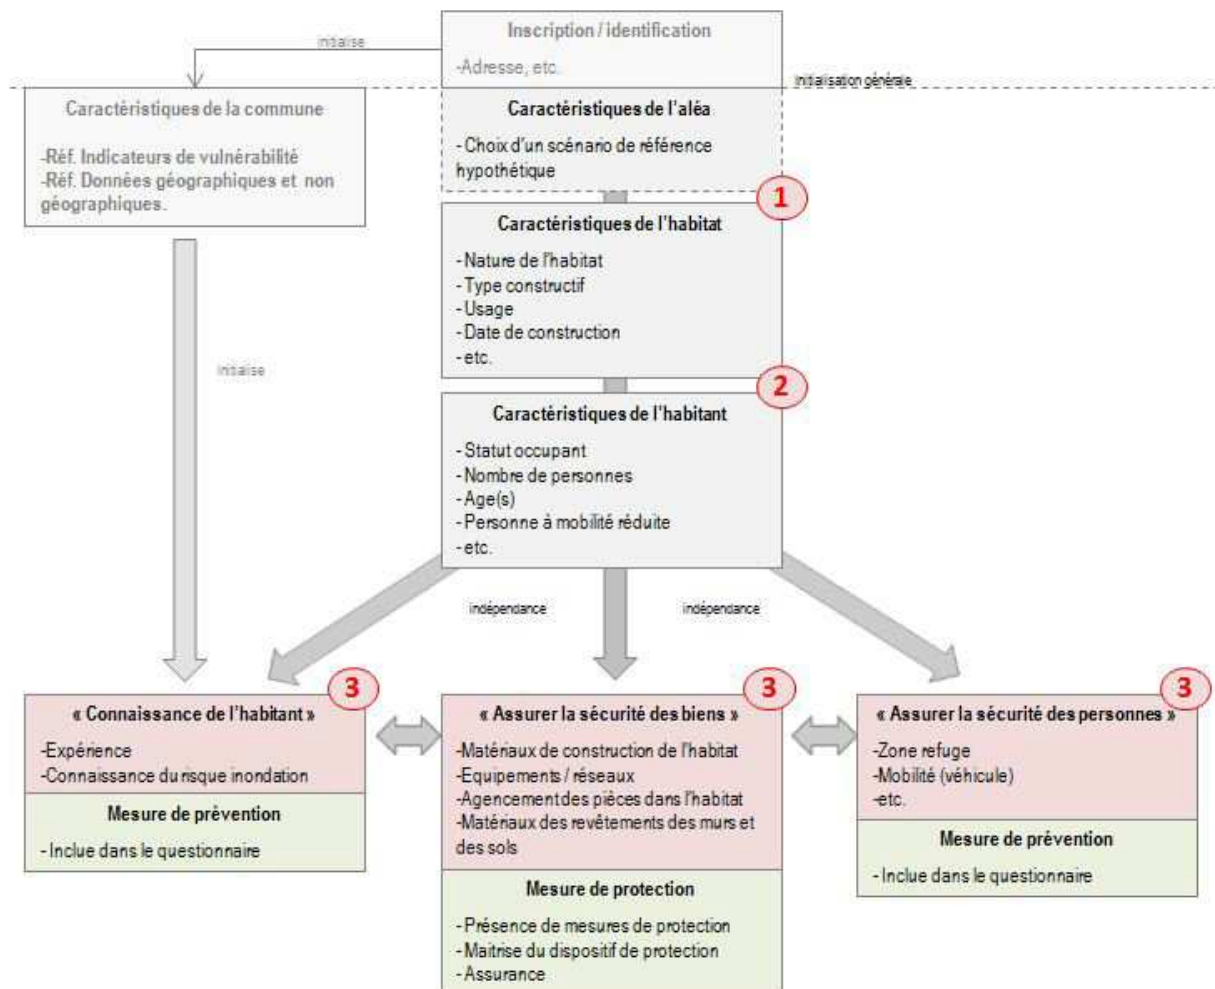 Inscription / identification
-Adresse, etc.
initialise
Initialisation générale
Caractéristiques de la commune
-Réf. Indicateurs de vulnérabilité
-Réf. Données géographiques et non
géographiques.
Caractéristiques de l'aléa
- Choix d'un scénario de référence
hypothétique
1
Caractéristiques de l'habitat
- Nature de l'habitat
- Type constructif
- Usage
- Date de construction
- etc.
Initialise
2
Caractéristiques de l'habitant
- Statut occupant
- Nombre de personnes
- Age(s)
- Personne à mobilité réduite
- etc.
indépendance
indépendance
3
« Connaissance de l'habitant »
-Expérience
-Connaissance du risque inondation
Mesure de prévention
- Inclue dans le questionnaire
3
« Assurer la sécurité des biens »
-Matériaux de construction de l'habitat
-Equipements / réseaux
-Agencement des pièces dans l'habitat
-Matériaux des revêtements des murs et
des sols
Mesure de protection
- Présence de mesures de protection
- Maitrise du dispositif de protection
- Assurance
3
« Assurer la sécurité des personnes »
-Zone refuge
-Mobilité (véhicule)
-etc.
Mesure de prévention
- Inclue dans le questionnaire